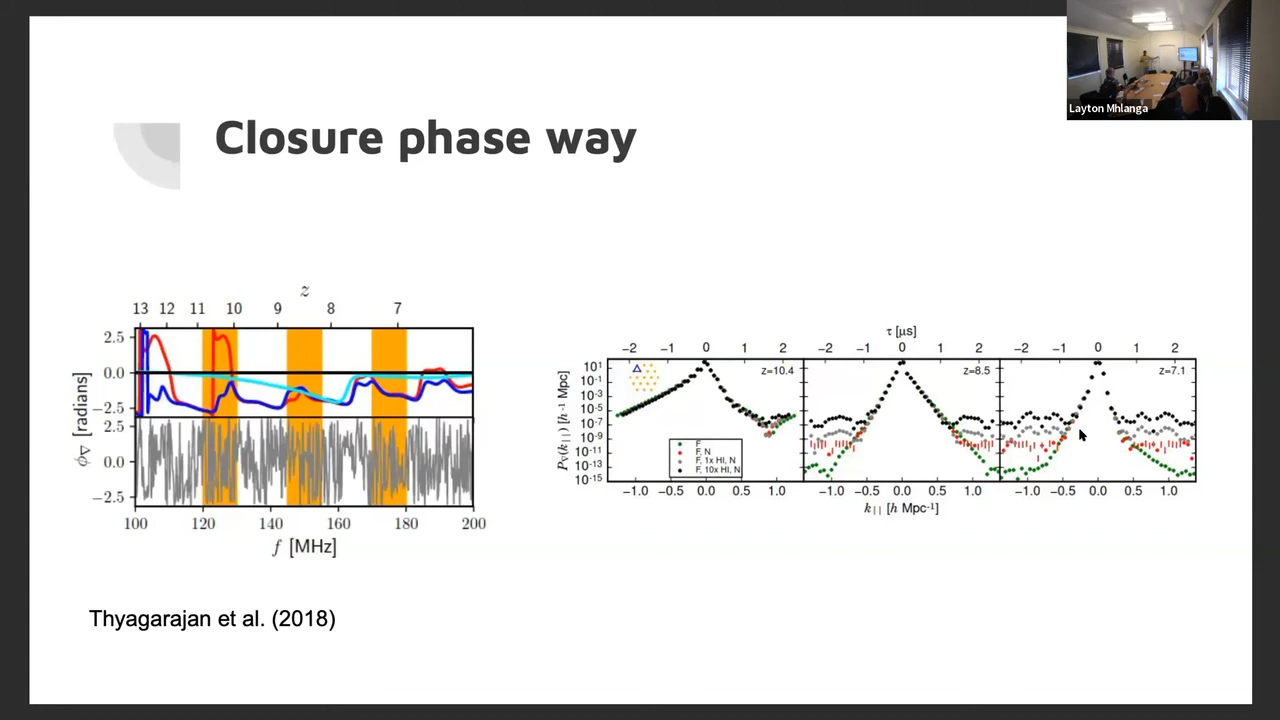 Layton Mhlanga
Closure phase way
z
13 12 11 10 9 8 7
2.5
0.0
−2.5
2.5
0.0
−2.5
ϕ∇ [radians]
100 120 140 160 180 200
f [MHz]
τ [μs]
−2 −1 0 1 2 −2 −1 0 1 2 −2 −1 0 1 2
z=10.4 z=8.5 z=7.1
10¹
10⁻¹
10⁻³
10⁻⁵
10⁻⁷
10⁻⁹
10⁻¹¹
10⁻¹³
10⁻¹⁵
P∇(k||) [h⁻¹ Mpc]
F
F, N
F, 1x HI, N
F, 10x HI, N
−1.0 −0.5 0.0 0.5 1.0 −1.0 −0.5 0.0 0.5 1.0 −1.0 −0.5 0.0 0.5 1.0
k|| [h Mpc⁻¹]
Thyagarajan et al. (2018)